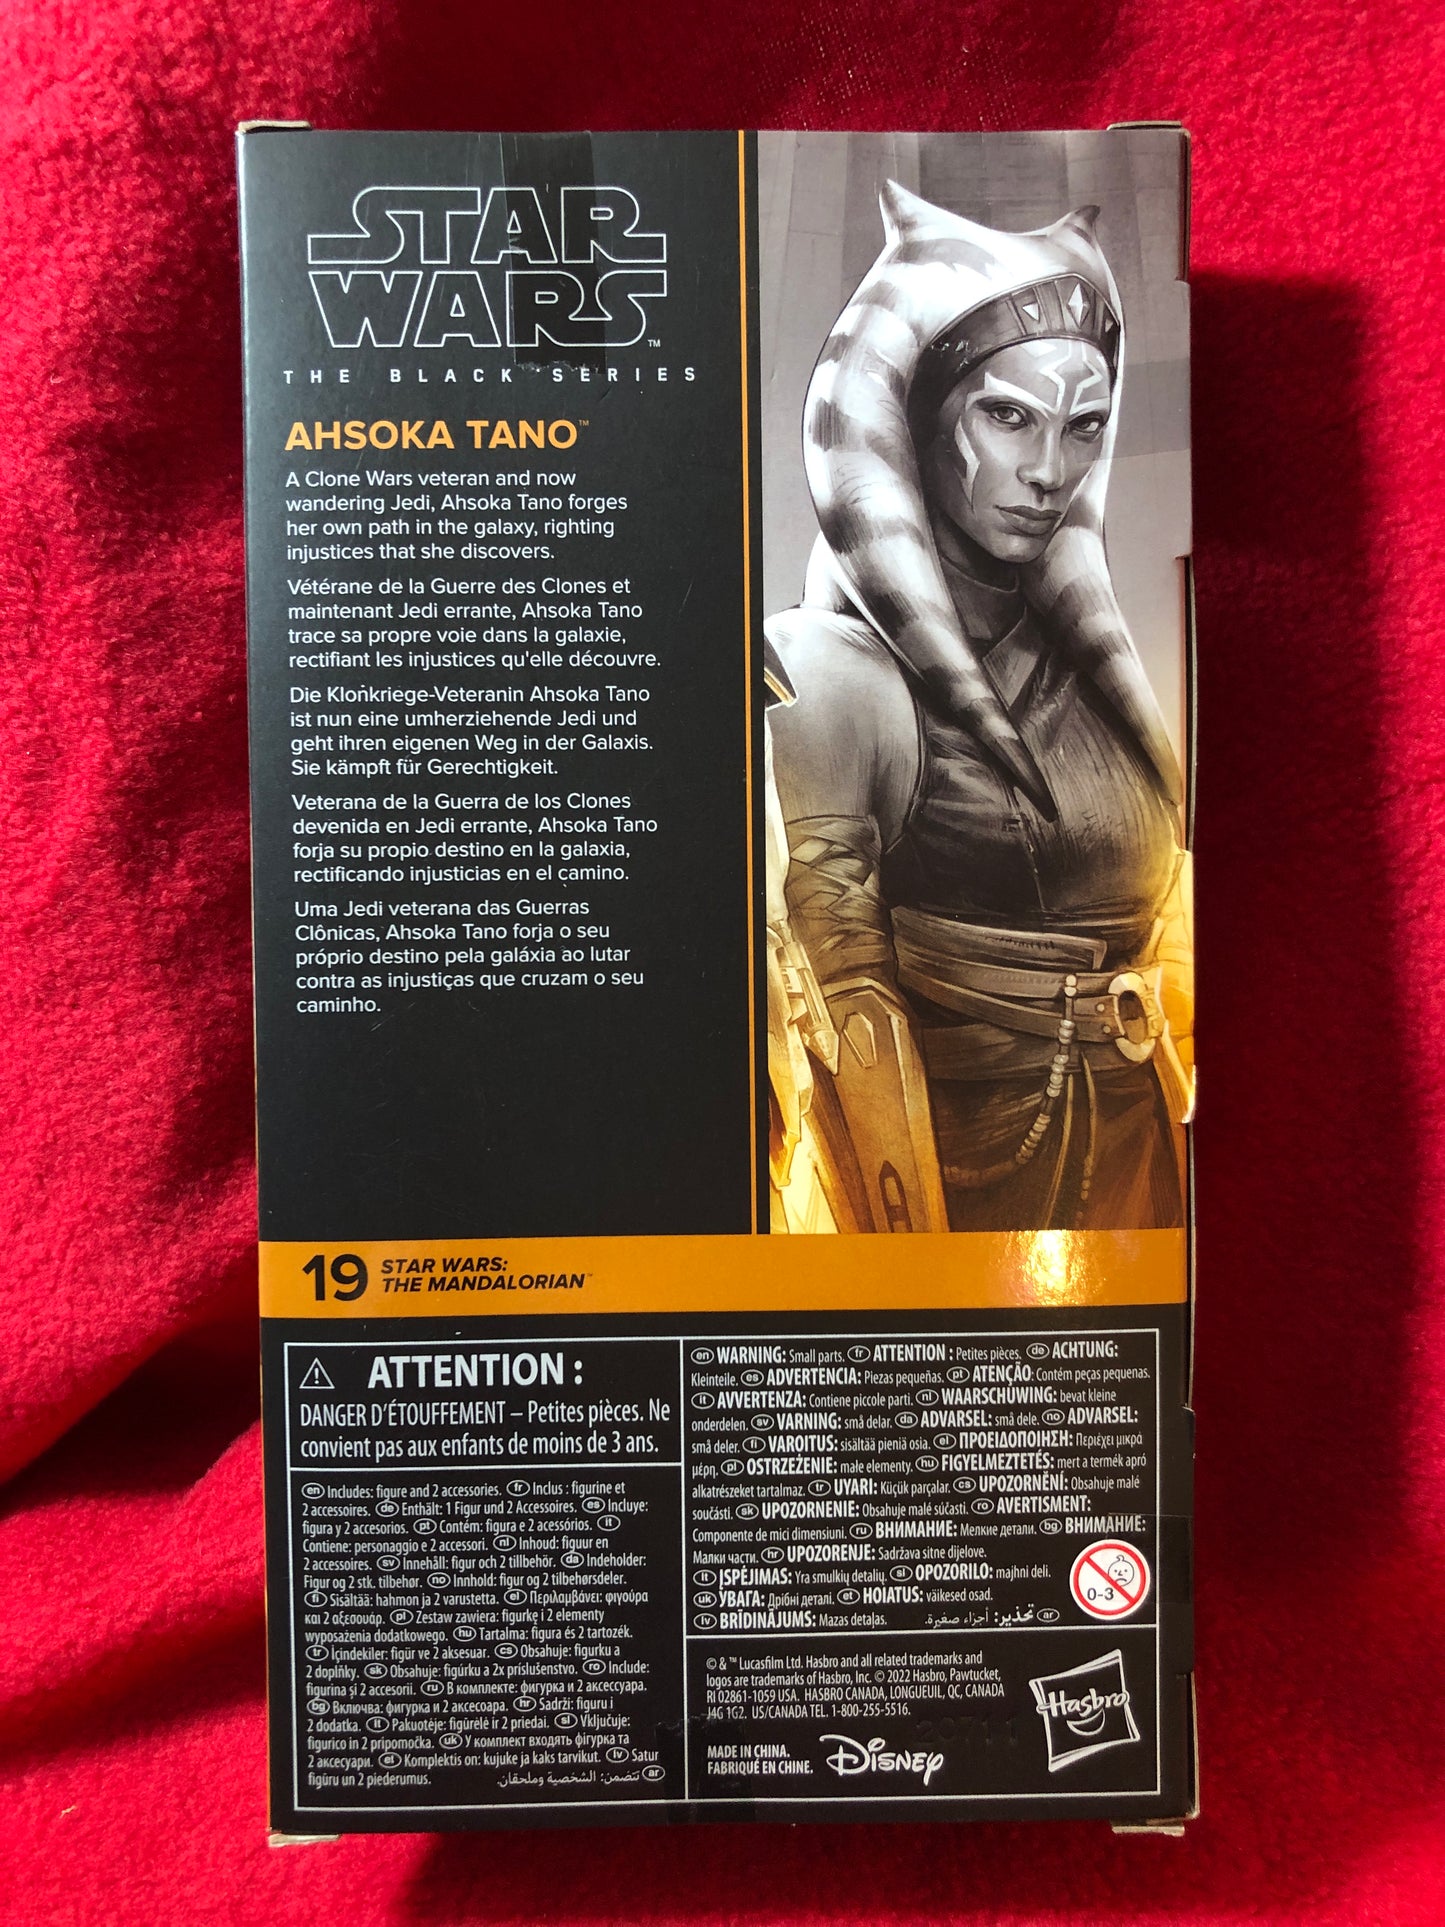 STAR
WARS™
THE BLACK SERIES
AHSOKA TANO™
A Clone Wars veteran and now
wandering Jedi, Ahsoka Tano forges
her own path in the galaxy, righting
injustices that she discovers.
Vétérane de la Guerre des Clones et
maintenant Jedi errante, Ahsoka Tano
trace sa propre voie dans la galaxie,
rectifiant les injustices qu'elle découvre.
Die Klonkriege-Veteranin Ahsoka Tano
ist nun eine umherziehende Jedi und
geht ihren eigenen Weg in der Galaxis.
Sie kämpft für Gerechtigkeit.
Veterana de la Guerra de los Clones
devenida en Jedi errante, Ahsoka Tano
forja su propio destino en la galaxia,
rectificando injusticias en el camino.
Uma Jedi veterana das Guerras
Clônicas, Ahsoka Tano forja o seu
próprio destino pela galáxia ao lutar
contra as injustiças que cruzam o seu
caminho.
19 STAR WARS:
THE MANDALORIAN™
ATTENTION :
DANGER D'ÉTOUFFEMENT – Petites pièces. Ne
convient pas aux enfants de moins de 3 ans.
en Includes: figure and 2 accessories. fr Inclus : figurine et
2 accessoires. de Enthält: 1 Figur und 2 Accessoires. es Incluye:
figura y 2 accesorios. pt Contém: figura e 2 acessórios. it
Contiene: personaggio e 2 accessori. nl Inhoud: figuur en
2 accessoires. sv Innehåll: figur och 2 tillbehör. da Indeholder:
Figur og 2 stk. tilbehør. no Innhold: figur og 2 tilbehørsdeler.
fi Sisältää: hahmon ja 2 varustetta. el Περιλαμβάνει: φιγούρα
και 2 αξεσουάρ. pl Zestaw zawiera: figurkę i 2 elementy
wyposażenia dodatkowego. hu Tartalma: figura és 2 tartozék.
tr İçindekiler: figür ve 2 aksesuar. cs Obsahuje: figurku a
2 doplňky. sk Obsahuje: figúrku a 2x príslušenstvo. ro Include:
figurina și 2 accesorii. ru В комплекте: фигурка и 2 аксессуара.
bg Включва: фигурка и 2 аксесоара. hr Sadrži: figuru i
2 dodatka. lt Pakuotėje: figūrėlė ir 2 priedai. sl Vključuje:
figurico in 2 pripomočka. uk У комплект входять фігурка та
2 аксесуари. et Komplektis on: kujuke ja kaks tarvikut. lv Satur
figūru un 2 piederumus. ar تتضمن: الشخصية وملحقان.
en WARNING: Small parts. fr ATTENTION : Petites pièces. de ACHTUNG:
Kleinteile. es ADVERTENCIA: Piezas pequeñas. pt ATENÇÃO: Contém peças pequenas.
it AVVERTENZA: Contiene piccole parti. nl WAARSCHUWING: bevat kleine
onderdelen. sv VARNING: små delar. da ADVARSEL: små dele. no ADVARSEL:
små deler. fi VAROITUS: sisältää pieniä osia. el ΠΡΟΕΙΔΟΠΟΙΗΣΗ: Περιέχει μικρά
μέρη. pl OSTRZEŻENIE: małe elementy. hu FIGYELMEZTETÉS: mert a termék apró
alkatrészeket tartalmaz. tr UYARI: Küçük parçalar. cs UPOZORNĚNÍ: Obsahuje malé
součásti. sk UPOZORNENIE: Obsahuje malé súčasti. ro AVERTISMENT:
Componente de mici dimensiuni. ru ВНИМАНИЕ: Мелкие детали. bg ВНИМАНИЕ:
Малки части. hr UPOZORENJE: Sadržava sitne dijelove.
lt ĮSPĖJIMAS: Yra smulkių detalių. sl OPOZORILO: majhni deli.
uk УВАГА: Дрібні деталі. et HOIATUS: väikesed osad.
lv BRĪDINĀJUMS: Mazas detaļas. ar تحذير: أجزاء صغيرة.
0-3
© & ™ Lucasfilm Ltd. Hasbro and all related trademarks and
logos are trademarks of Hasbro, Inc. © 2022 Hasbro, Pawtucket,
RI 02861-1059 USA. HASBRO CANADA, LONGUEUIL, QC, CANADA
J4G 1G2. US/CANADA TEL. 1-800-255-5516.
MADE IN CHINA.
FABRIQUÉ EN CHINE.
Disney
Hasbro